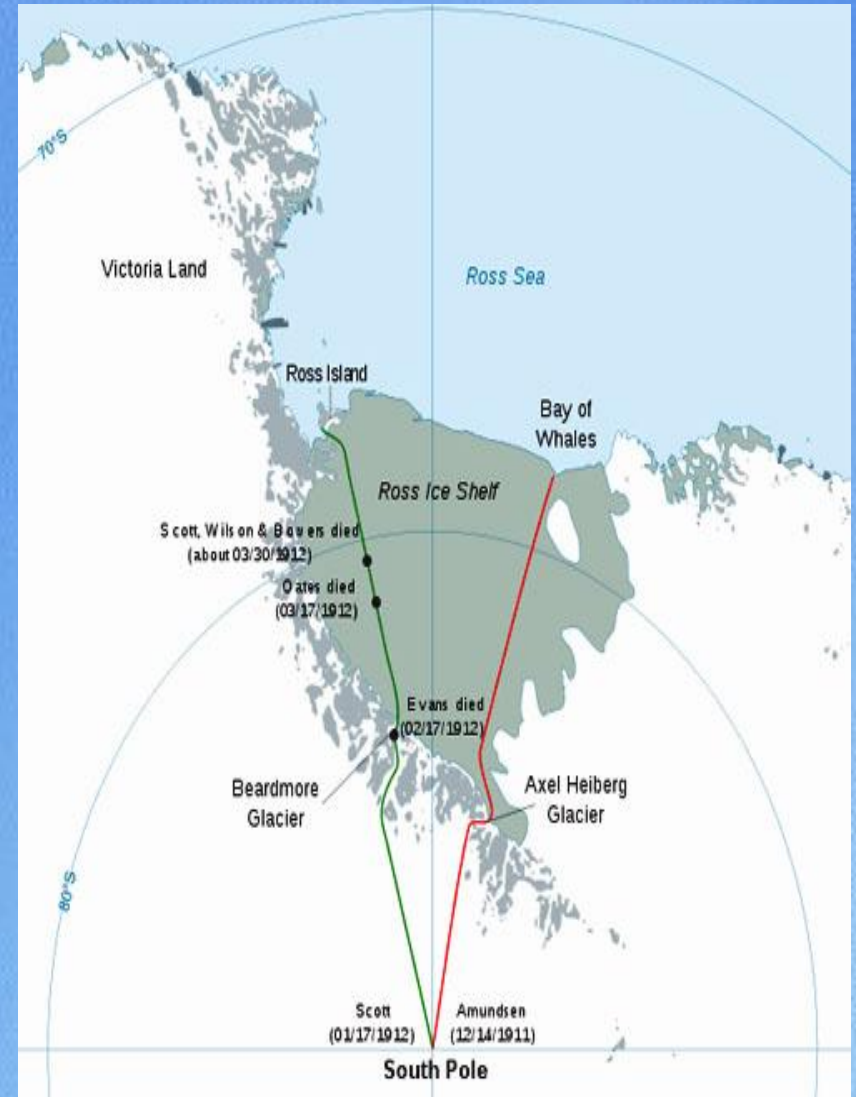 70°S
Victoria Land
Ross Sea
Ross Island
Bay of
Whales
Ross Ice Shelf
Scott, Wilson & Bowers died
(about 03/30/1912)
Oates died
(03/17/1912)
Evans died
(02/17/1912)
Beardmore
Glacier
Axel Heiberg
Glacier
80°S
Scott
(01/17/1912)
Amundsen
(12/14/1911)
South Pole